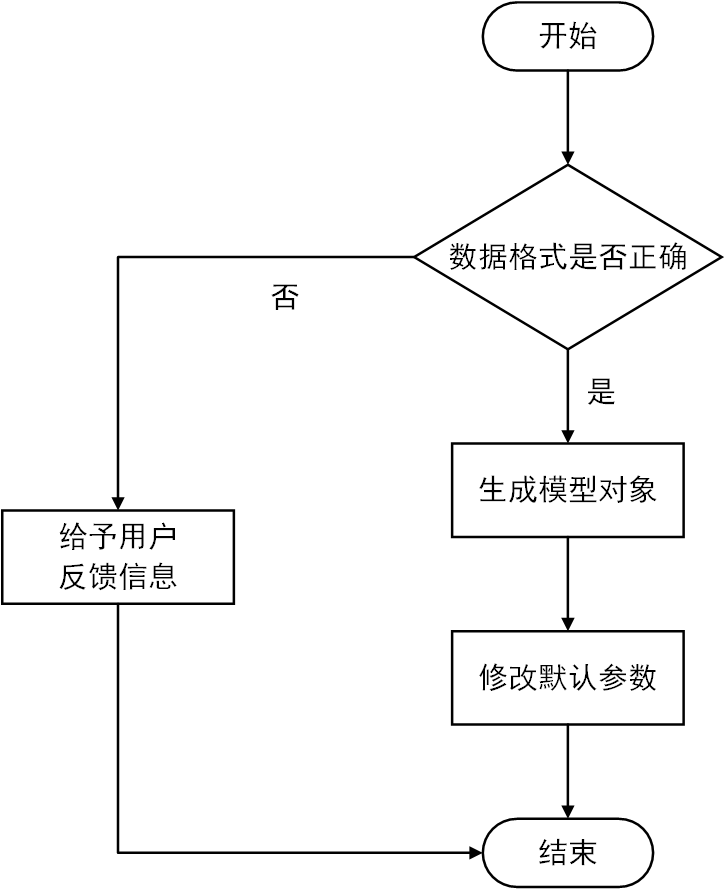 开始
数据格式是否正确
否
是
生成模型对象
给予用户
反馈信息
修改默认参数
结束